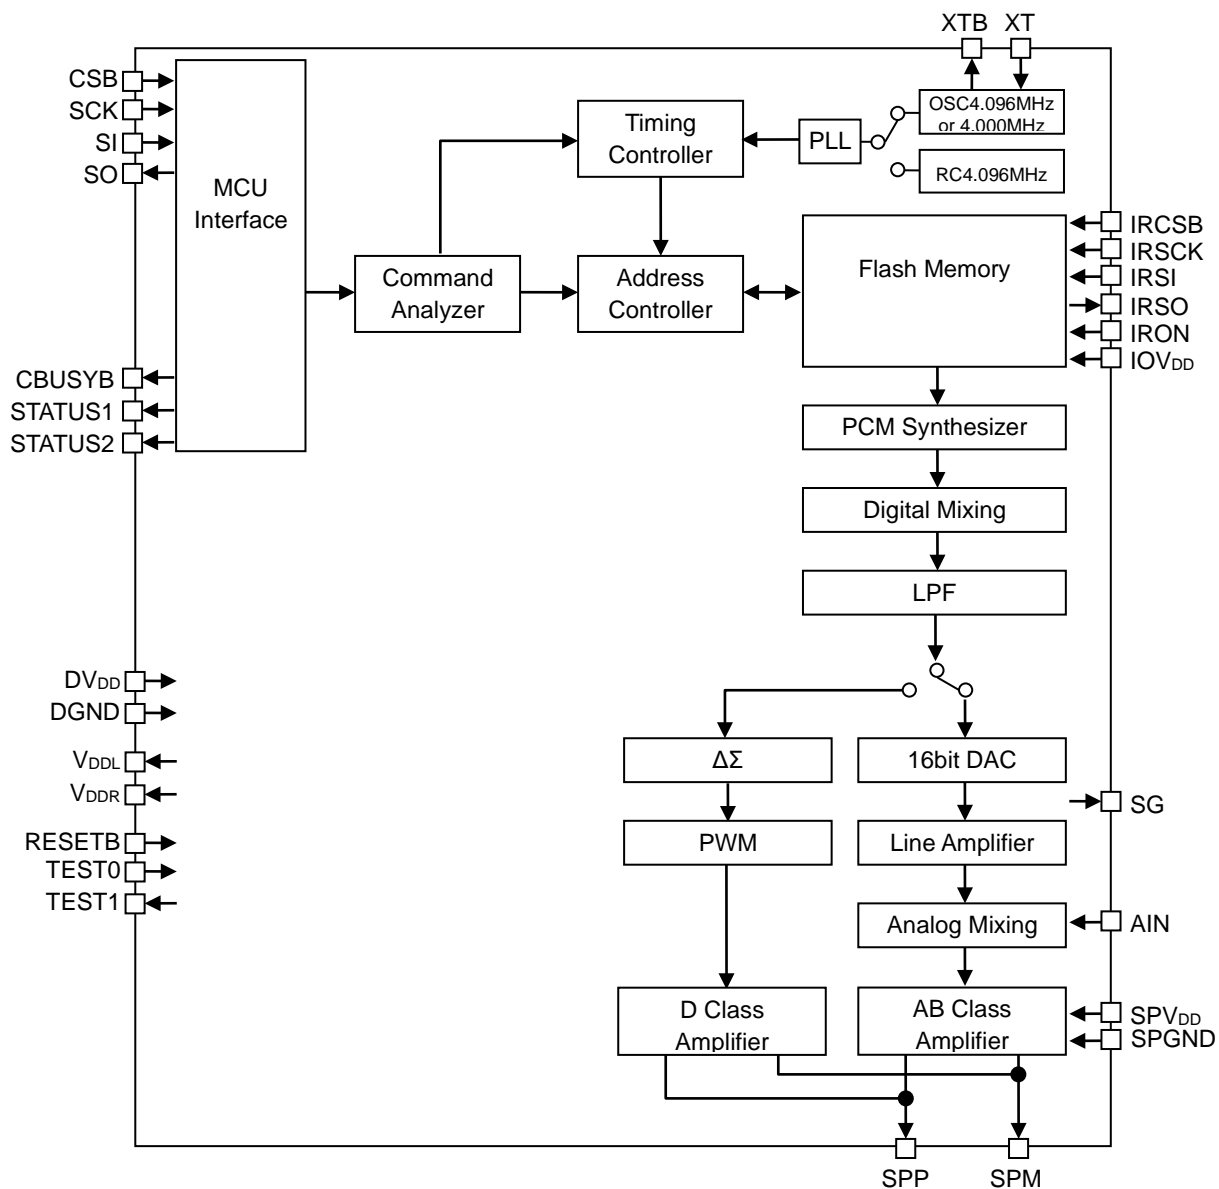 XTB XT
CSB
SCK
SI
SO
MCU
Interface
Timing
Controller
PLL
OSC4.096MHz
or 4.000MHz
RC4.096MHz
Command
Analyzer
Address
Controller
Flash Memory
IRCSB
IRSCK
IRSI
IRSO
IRON
IOVDD
CBUSYB
STATUS1
STATUS2
PCM Synthesizer
Digital Mixing
LPF
DVDD
DGND
VDDL
VDDR
RESETB
TEST0
TEST1
ΔΣ
16bit DAC
SG
PWM
Line Amplifier
Analog Mixing
AIN
D Class
Amplifier
AB Class
Amplifier
SPVDD
SPGND
SPP SPM